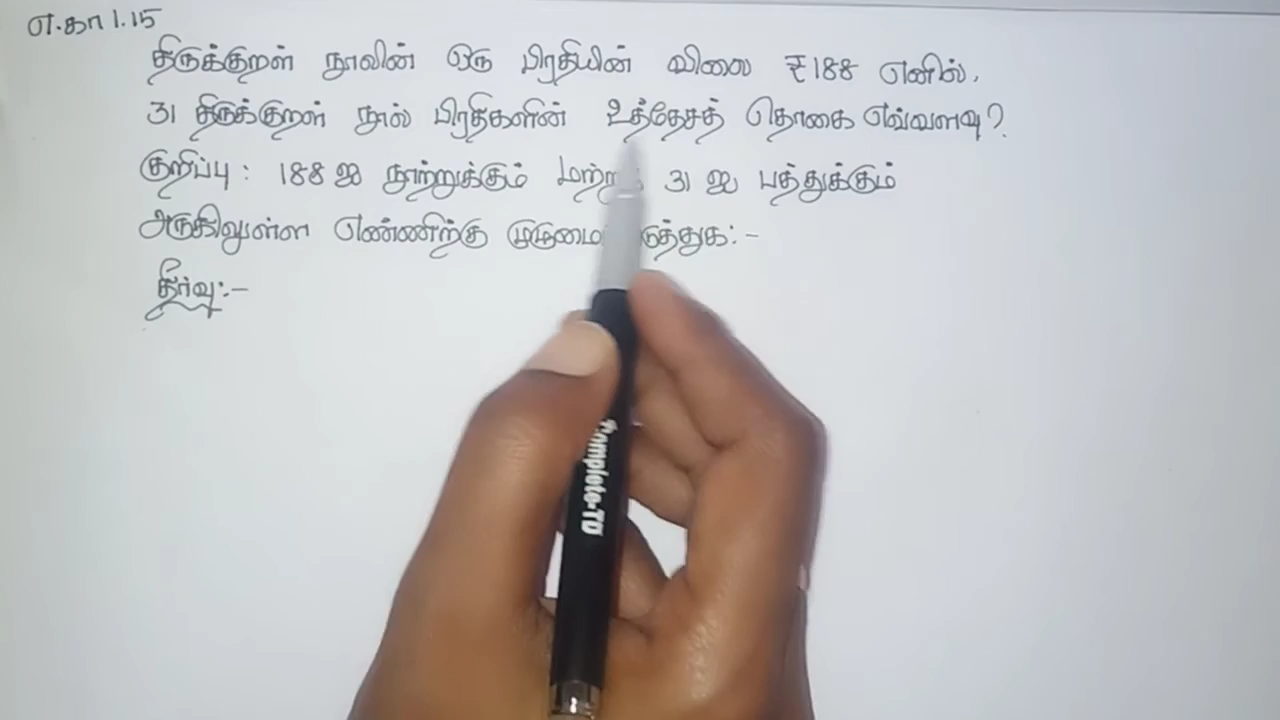 எ.கா 1.15
திருக்குறள் நூலின் ஒரு பிரதியின் விலை ₹188 எனில்,
31 திருக்குறள் நூல் பிரதிகளின் உத்தேசத் தொகை எவ்வளவு?
குறிப்பு : 188 ஐ நூற்றுக்கும் 31 ஐ பத்துக்கும்
அருகிலுள்ள எண்ணிற்கு
தீர்வு:-